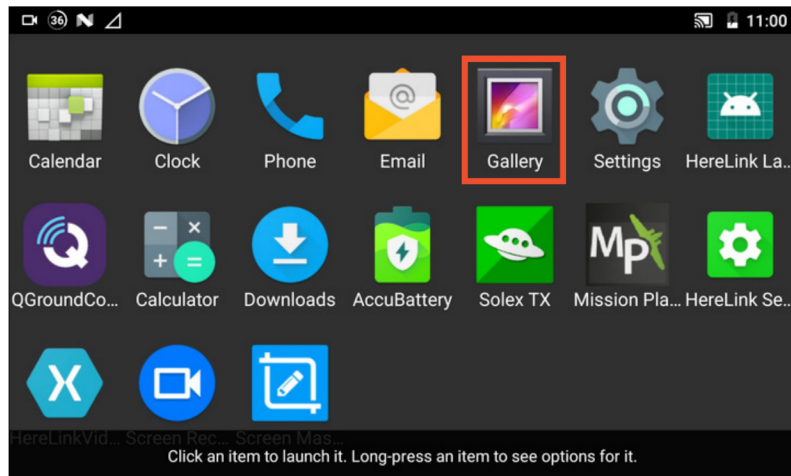 36 N 11:00
Calendar Clock Phone Email Gallery Settings HereLink La..
QGroundCo... Calculator Downloads AccuBattery Solex TX Mission Pla... HereLink Se..
HereLinkVid... Screen Rec... Screen Mas...
Click an item to launch it. Long-press an item to see options for it.